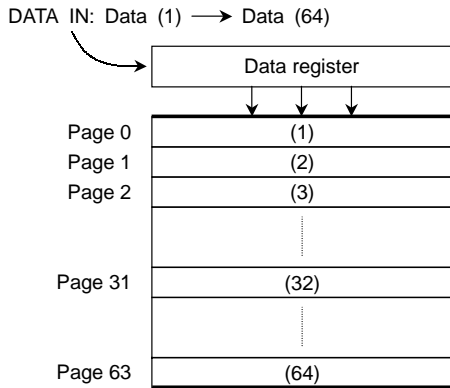 DATA IN: Data (1) → Data (64)
Data register
Page 0 (1)
Page 1 (2)
Page 2 (3)
Page 31 (32)
Page 63 (64)